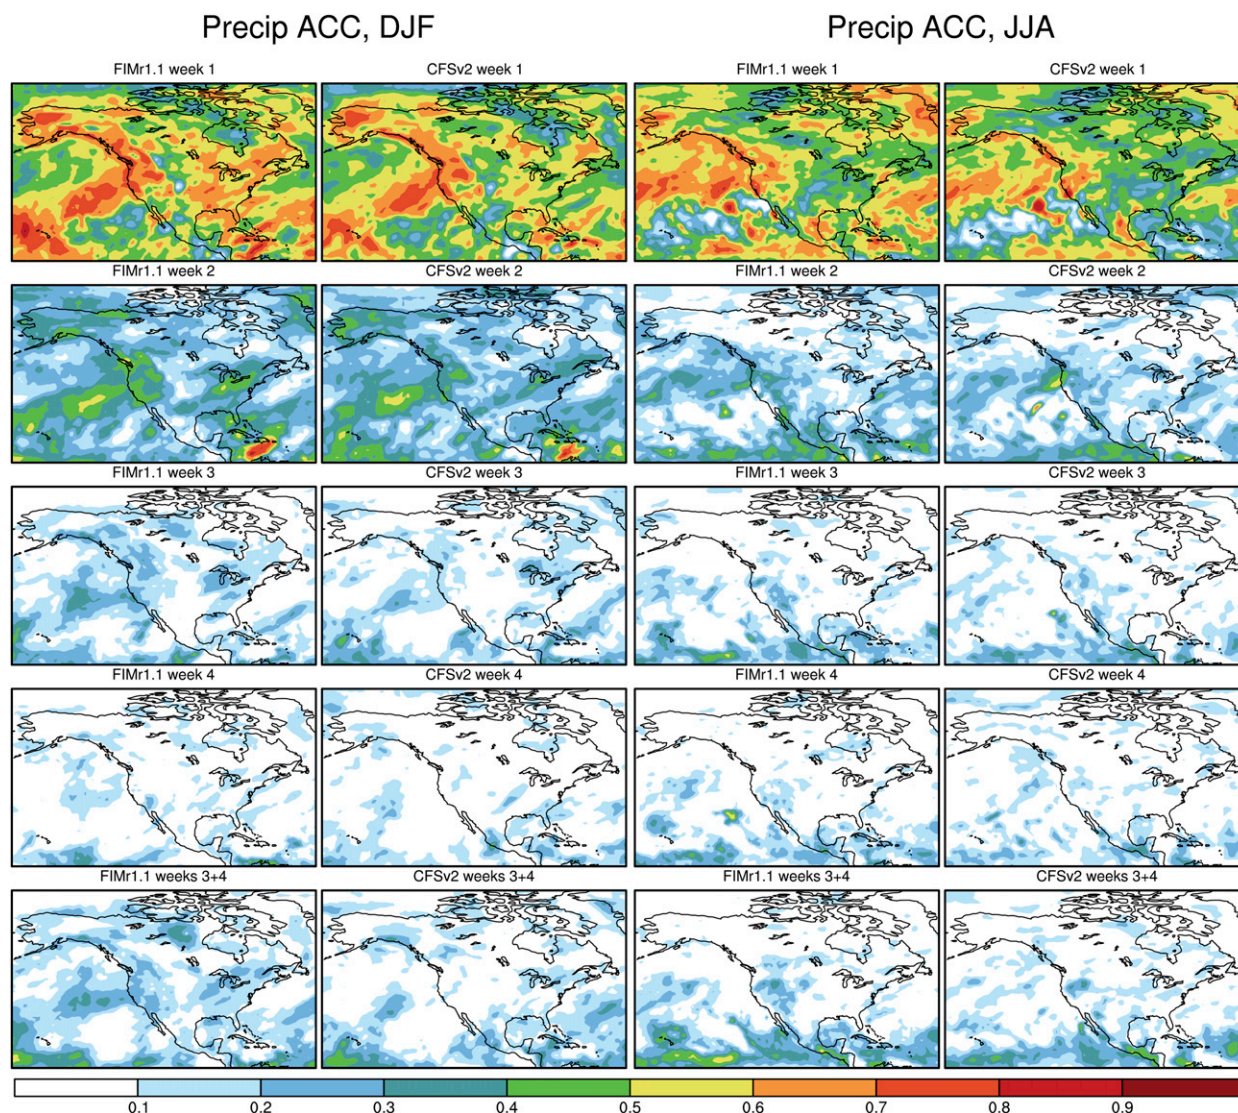 Precip ACC, DJF Precip ACC, JJA
FIMr1.1 week 1 CFSv2 week 1 FIMr1.1 week 1 CFSv2 week 1
FIMr1.1 week 2 CFSv2 week 2 FIMr1.1 week 2 CFSv2 week 2
FIMr1.1 week 3 CFSv2 week 3 FIMr1.1 week 3 CFSv2 week 3
FIMr1.1 week 4 CFSv2 week 4 FIMr1.1 week 4 CFSv2 week 4
FIMr1.1 weeks 3+4 CFSv2 weeks 3+4 FIMr1.1 weeks 3+4 CFSv2 weeks 3+4
0.1 0.2 0.3 0.4 0.5 0.6 0.7 0.8 0.9